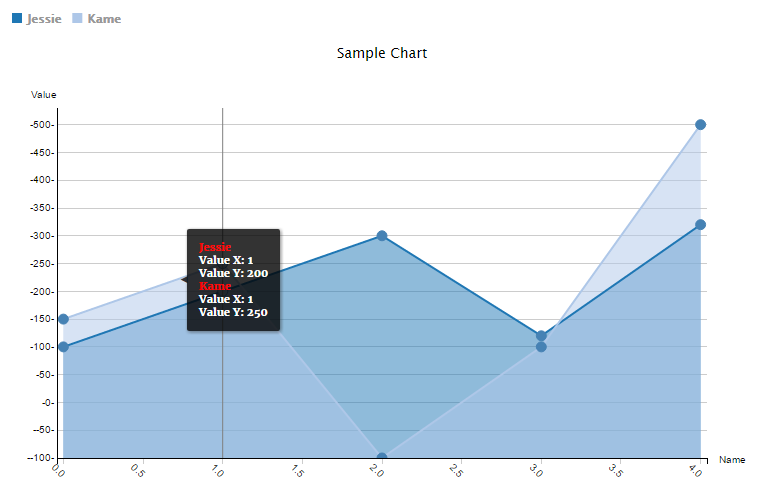 Jessie Kame
Sample Chart
Value
-500-
-450-
-400-
-350-
-300-
-250-
-200-
-150-
-100-
-50-
-0-
--50-
--100-
Jessie
Value X: 1
Value Y: 200
Kame
Value X: 1
Value Y: 250
0.0 0.5 1.0 1.5 2.0 2.5 3.0 3.5 4.0
Name